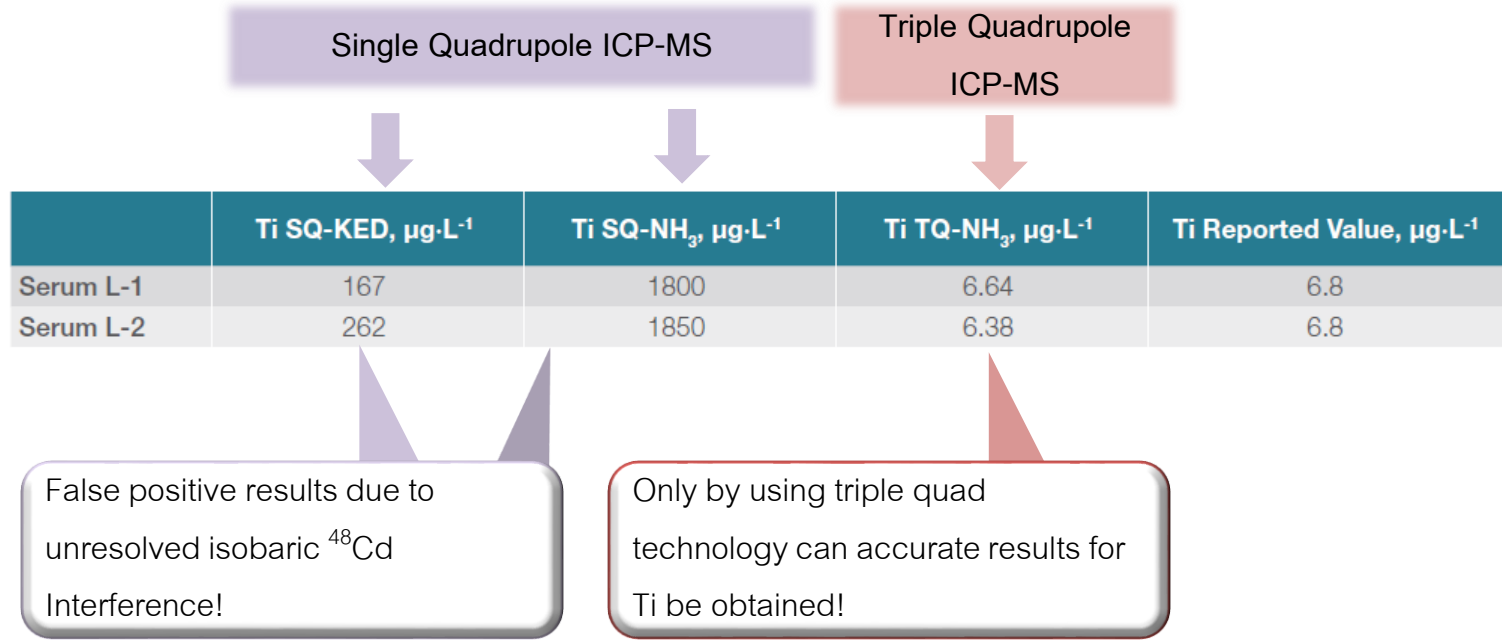 Single Quadrupole ICP-MS
Triple Quadrupole
ICP-MS
Ti SQ-KED, µg·L⁻¹ Ti SQ-NH₃, µg·L⁻¹ Ti TQ-NH₃, µg·L⁻¹ Ti Reported Value, µg·L⁻¹
Serum L-1 167 1800 6.64 6.8
Serum L-2 262 1850 6.38 6.8
False positive results due to
unresolved isobaric ⁴⁸Cd
Interference!
Only by using triple quad
technology can accurate results for
Ti be obtained!